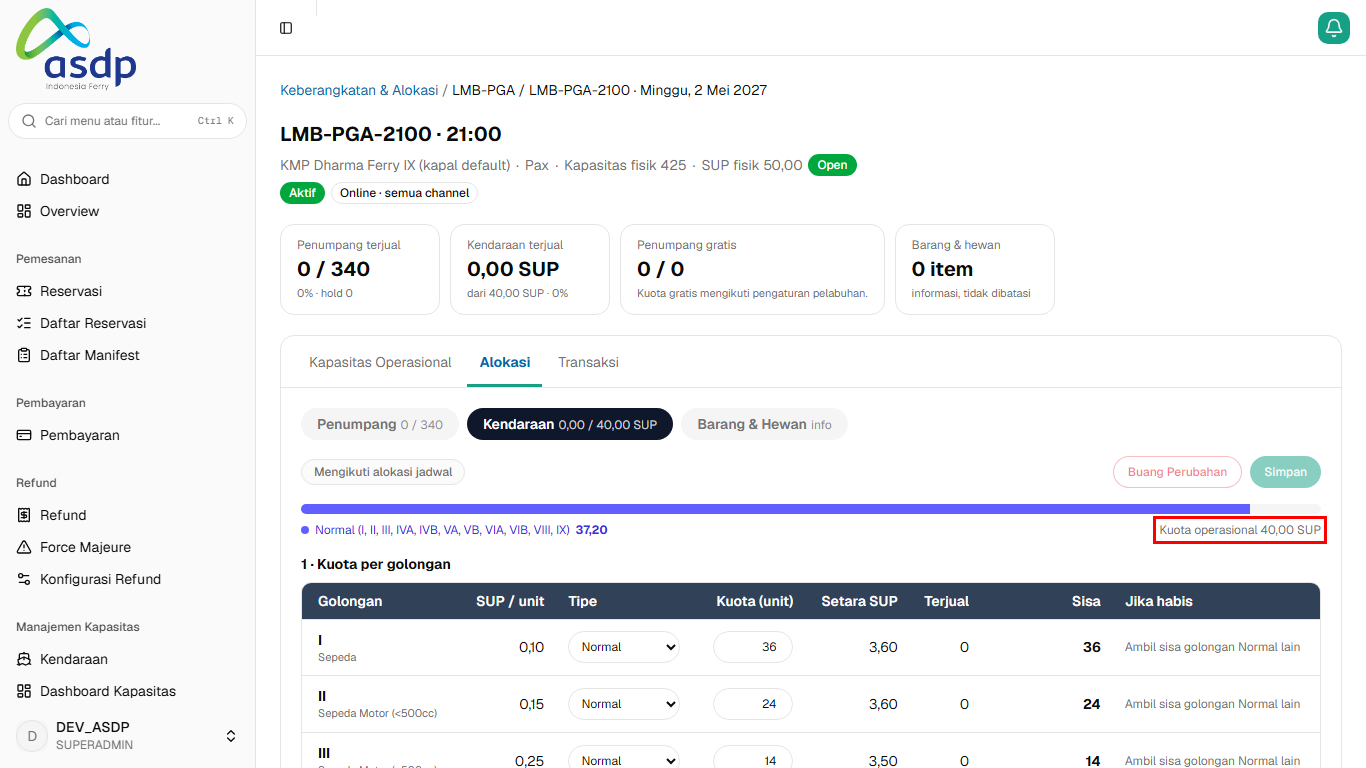 asdp
Indonesia Ferry
Cari menu atau fitur... Ctrl K
Dashboard
Overview
Pemesanan
Reservasi
Daftar Reservasi
Daftar Manifest
Pembayaran
Pembayaran
Refund
Refund
Force Majeure
Konfigurasi Refund
Manajemen Kapasitas
Kendaraan
Dashboard Kapasitas
D
DEV_ASDP
SUPERADMIN
Keberangkatan & Alokasi / LMB-PGA / LMB-PGA-2100 · Minggu, 2 Mei 2027
LMB-PGA-2100 · 21:00
KMP Dharma Ferry IX (kapal default) · Pax · Kapasitas fisik 425 · SUP fisik 50,00 Open
Aktif Online · semua channel
Penumpang terjual
0 / 340
0% · hold 0
Kendaraan terjual
0,00 SUP
dari 40,00 SUP · 0%
Penumpang gratis
0 / 0
Kuota gratis mengikuti pengaturan pelabuhan.
Barang & hewan
0 item
informasi, tidak dibatasi
Kapasitas Operasional Alokasi Transaksi
Penumpang 0 / 340 Kendaraan 0,00 / 40,00 SUP Barang & Hewan info
Mengikuti alokasi jadwal Buang Perubahan Simpan
Normal (I, II, III, IVA, IVB, VA, VB, VIA, VIB, VIII, IX) 37,20 Kuota operasional 40,00 SUP
1 · Kuota per golongan
Golongan SUP / unit Tipe Kuota (unit) Setara SUP Terjual Sisa Jika habis
I
Sepeda
0,10 Normal 36 3,60 0 36 Ambil sisa golongan Normal lain
II
Sepeda Motor (<500cc)
0,15 Normal 24 3,60 0 24 Ambil sisa golongan Normal lain
III
0,25 Normal 14 3,50 0 14 Ambil sisa golongan Normal lain